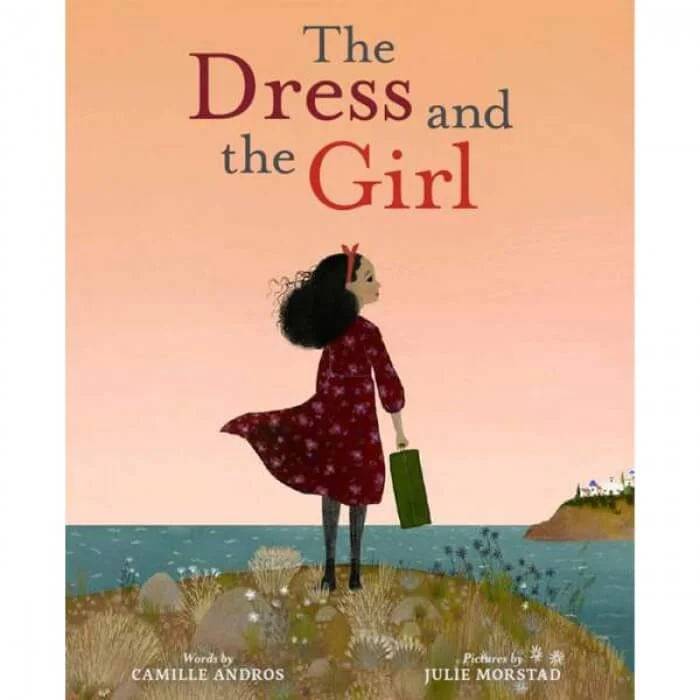 The
Dress and
the Girl
Words by
CAMILLE ANDROS
Pictures by
JULIE MORSTAD